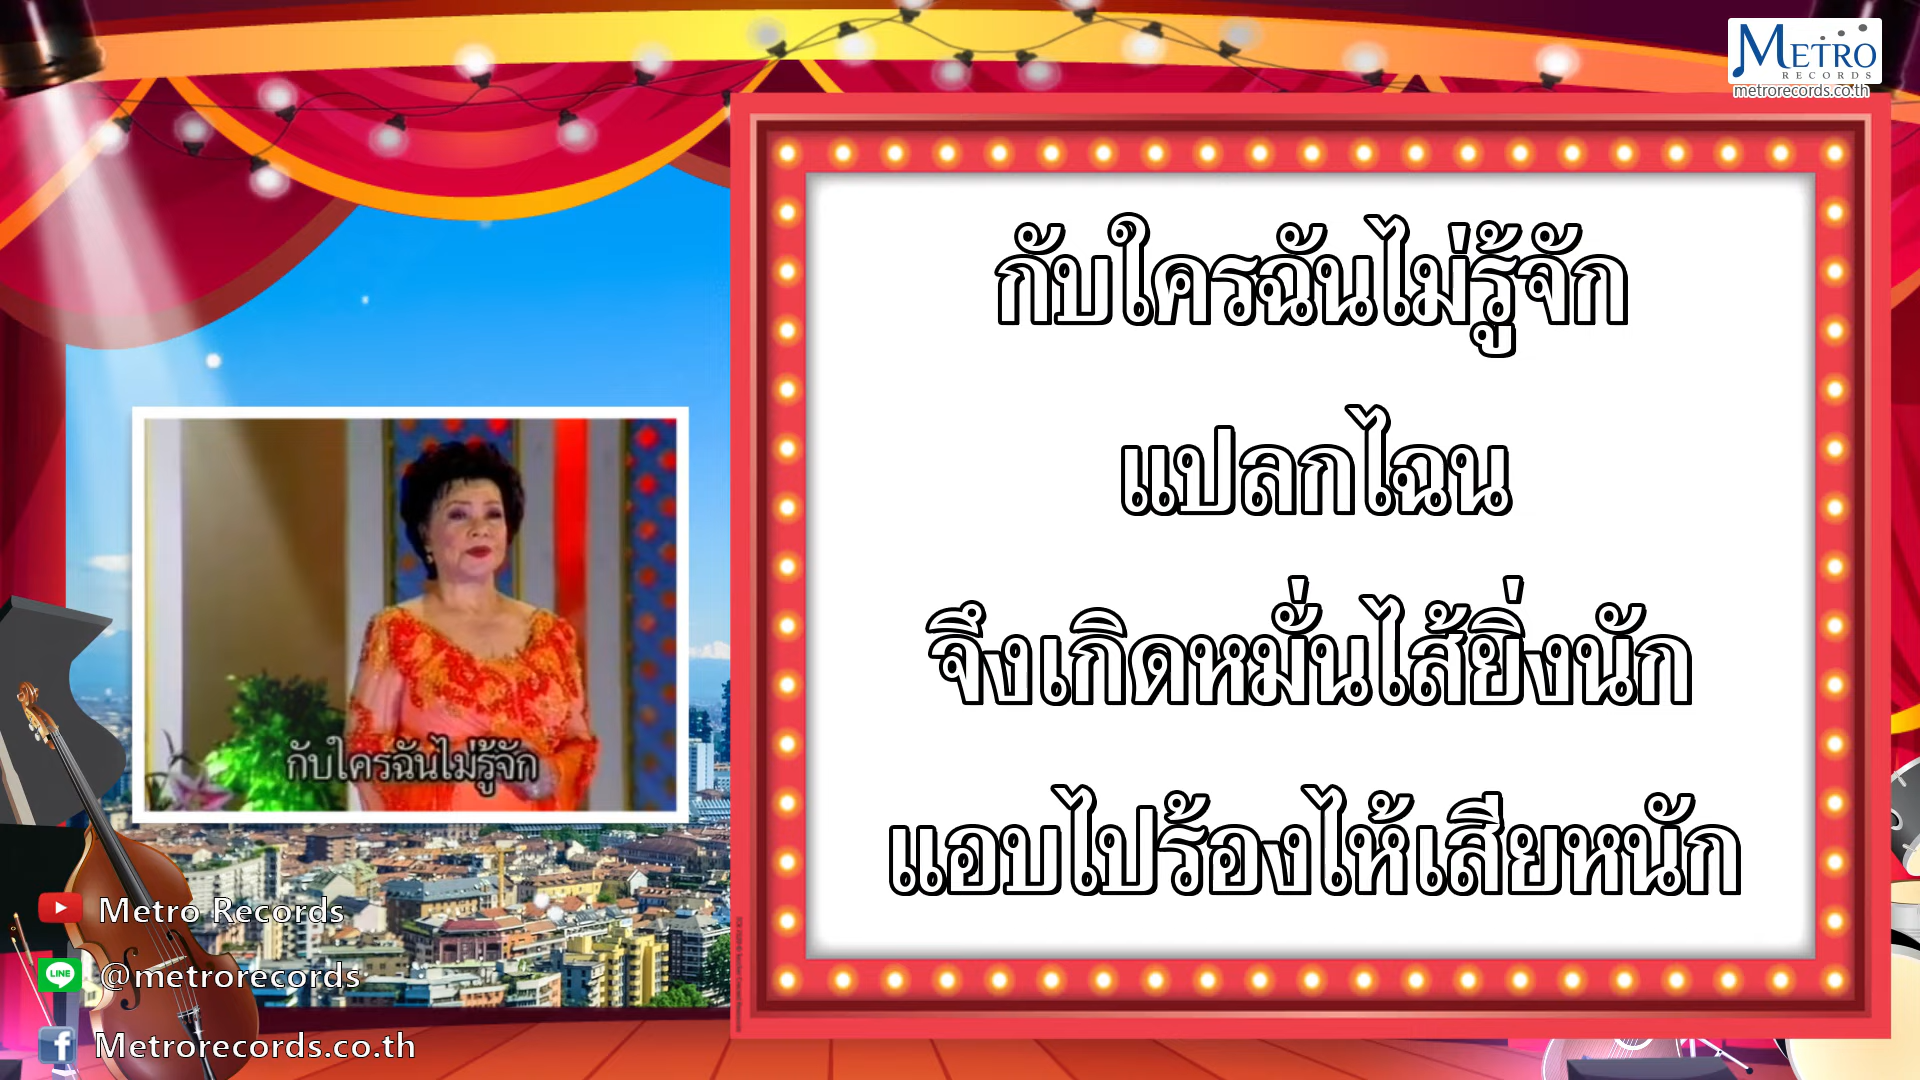 METRO
RECORDS
metrorecords.co.th
กับใครฉันไม่รู้จัก
แปลกไฉน
จึงเกิดหมั่นไส้ยิ่งนัก
แอบไปร้องไห้เสียหนัก
กับใครฉันไม่รู้จัก
Metro Records
LINE
@metrorecords
f
Metrorecords.co.th